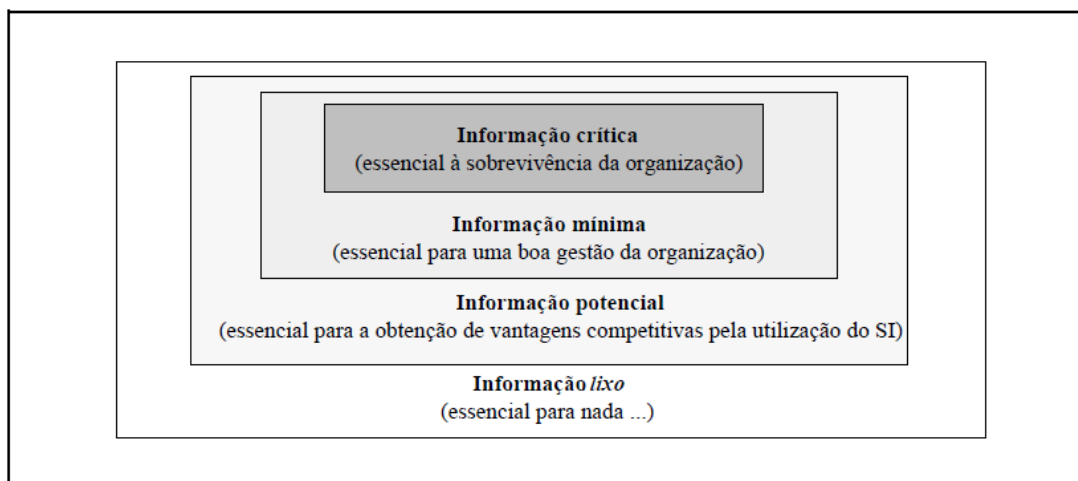 Informação crítica
(essencial à sobrevivência da organização)
Informação mínima
(essencial para uma boa gestão da organização)
Informação potencial
(essencial para a obtenção de vantagens competitivas pela utilização do SI)
Informação lixo
(essencial para nada ...)